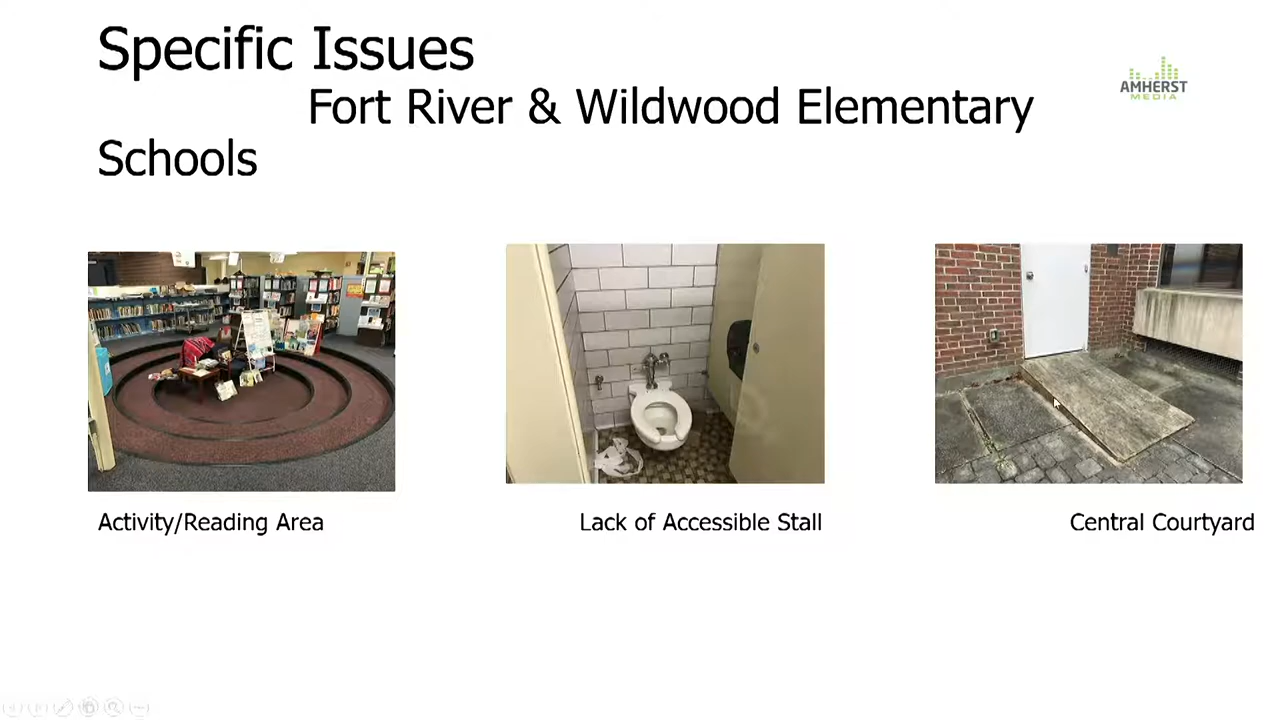 Specific Issues
Fort River & Wildwood Elementary
Schools
AMHERST
MEDIA
Activity/Reading Area
Lack of Accessible Stall
Central Courtyard